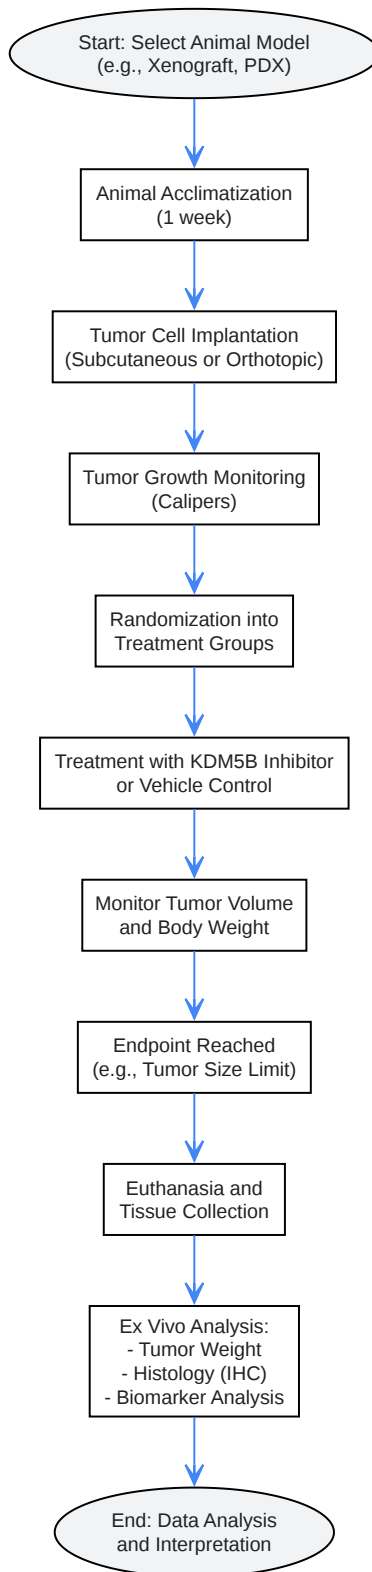 Start: Select Animal Model
(e.g., Xenograft, PDX)
Animal Acclimatization
(1 week)
Tumor Cell Implantation
(Subcutaneous or Orthotopic)
Tumor Growth Monitoring
(Calipers)
Randomization into
Treatment Groups
Treatment with KDM5B Inhibitor
or Vehicle Control
Monitor Tumor Volume
and Body Weight
Endpoint Reached
(e.g., Tumor Size Limit)
Euthanasia and
Tissue Collection
Ex Vivo Analysis:
- Tumor Weight
- Histology (IHC)
- Biomarker Analysis
End: Data Analysis
and Interpretation